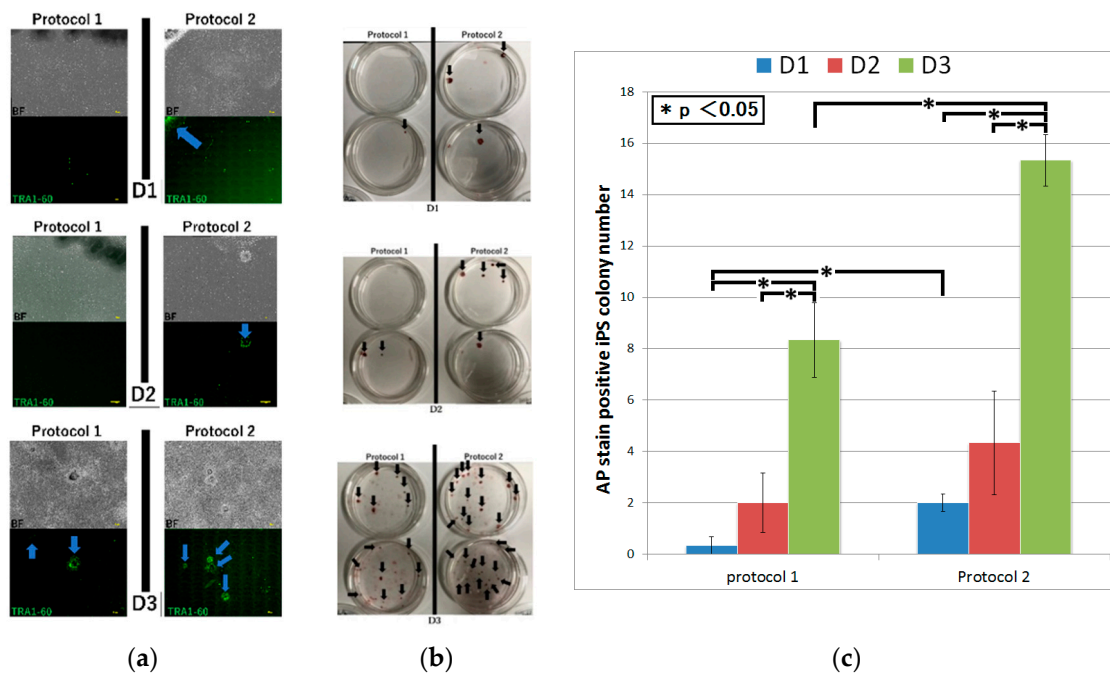 Protocol 1 Protocol 2
BF BF
TRA1-60 D1 TRA1-60
Protocol 1 Protocol 2
BF BF
TRA1-60 D2 TRA1-60
Protocol 1 Protocol 2
BF BF
TRA1-60 D3 TRA1-60
(a)
Protocol 1 Protocol 2
D1
Protocol 1 Protocol 2
D2
Protocol 1 Protocol 2
D3
(b)
D1 D2 D3
* p <0.05
AP stain positive iPS colony number
18
16
14
12
10
8
6
4
2
0
* * * * * *
protocol 1 Protocol 2
(c)